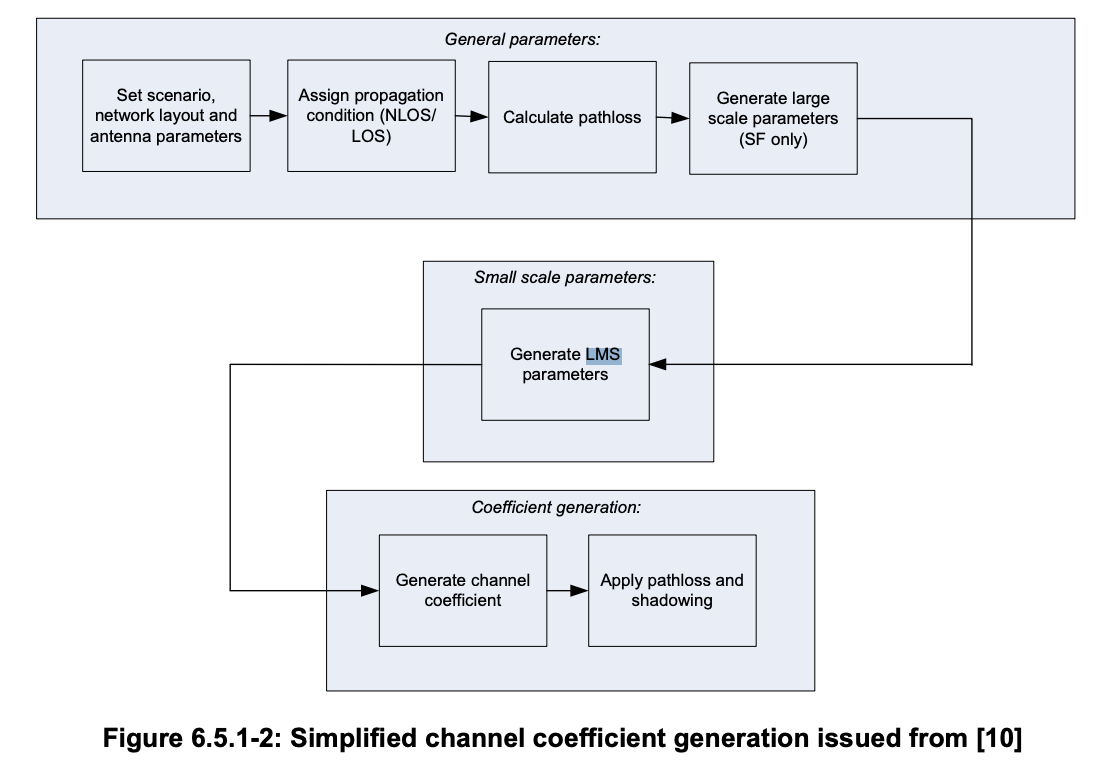 General parameters:
Set scenario,
network layout and
antenna parameters
Assign propagation
condition (NLOS/
LOS)
Calculate pathloss
Generate large
scale parameters
(SF only)
Small scale parameters:
Generate LMS
parameters
Coefficient generation:
Generate channel
coefficient
Apply pathloss and
shadowing
Figure 6.5.1-2: Simplified channel coefficient generation issued from [10]